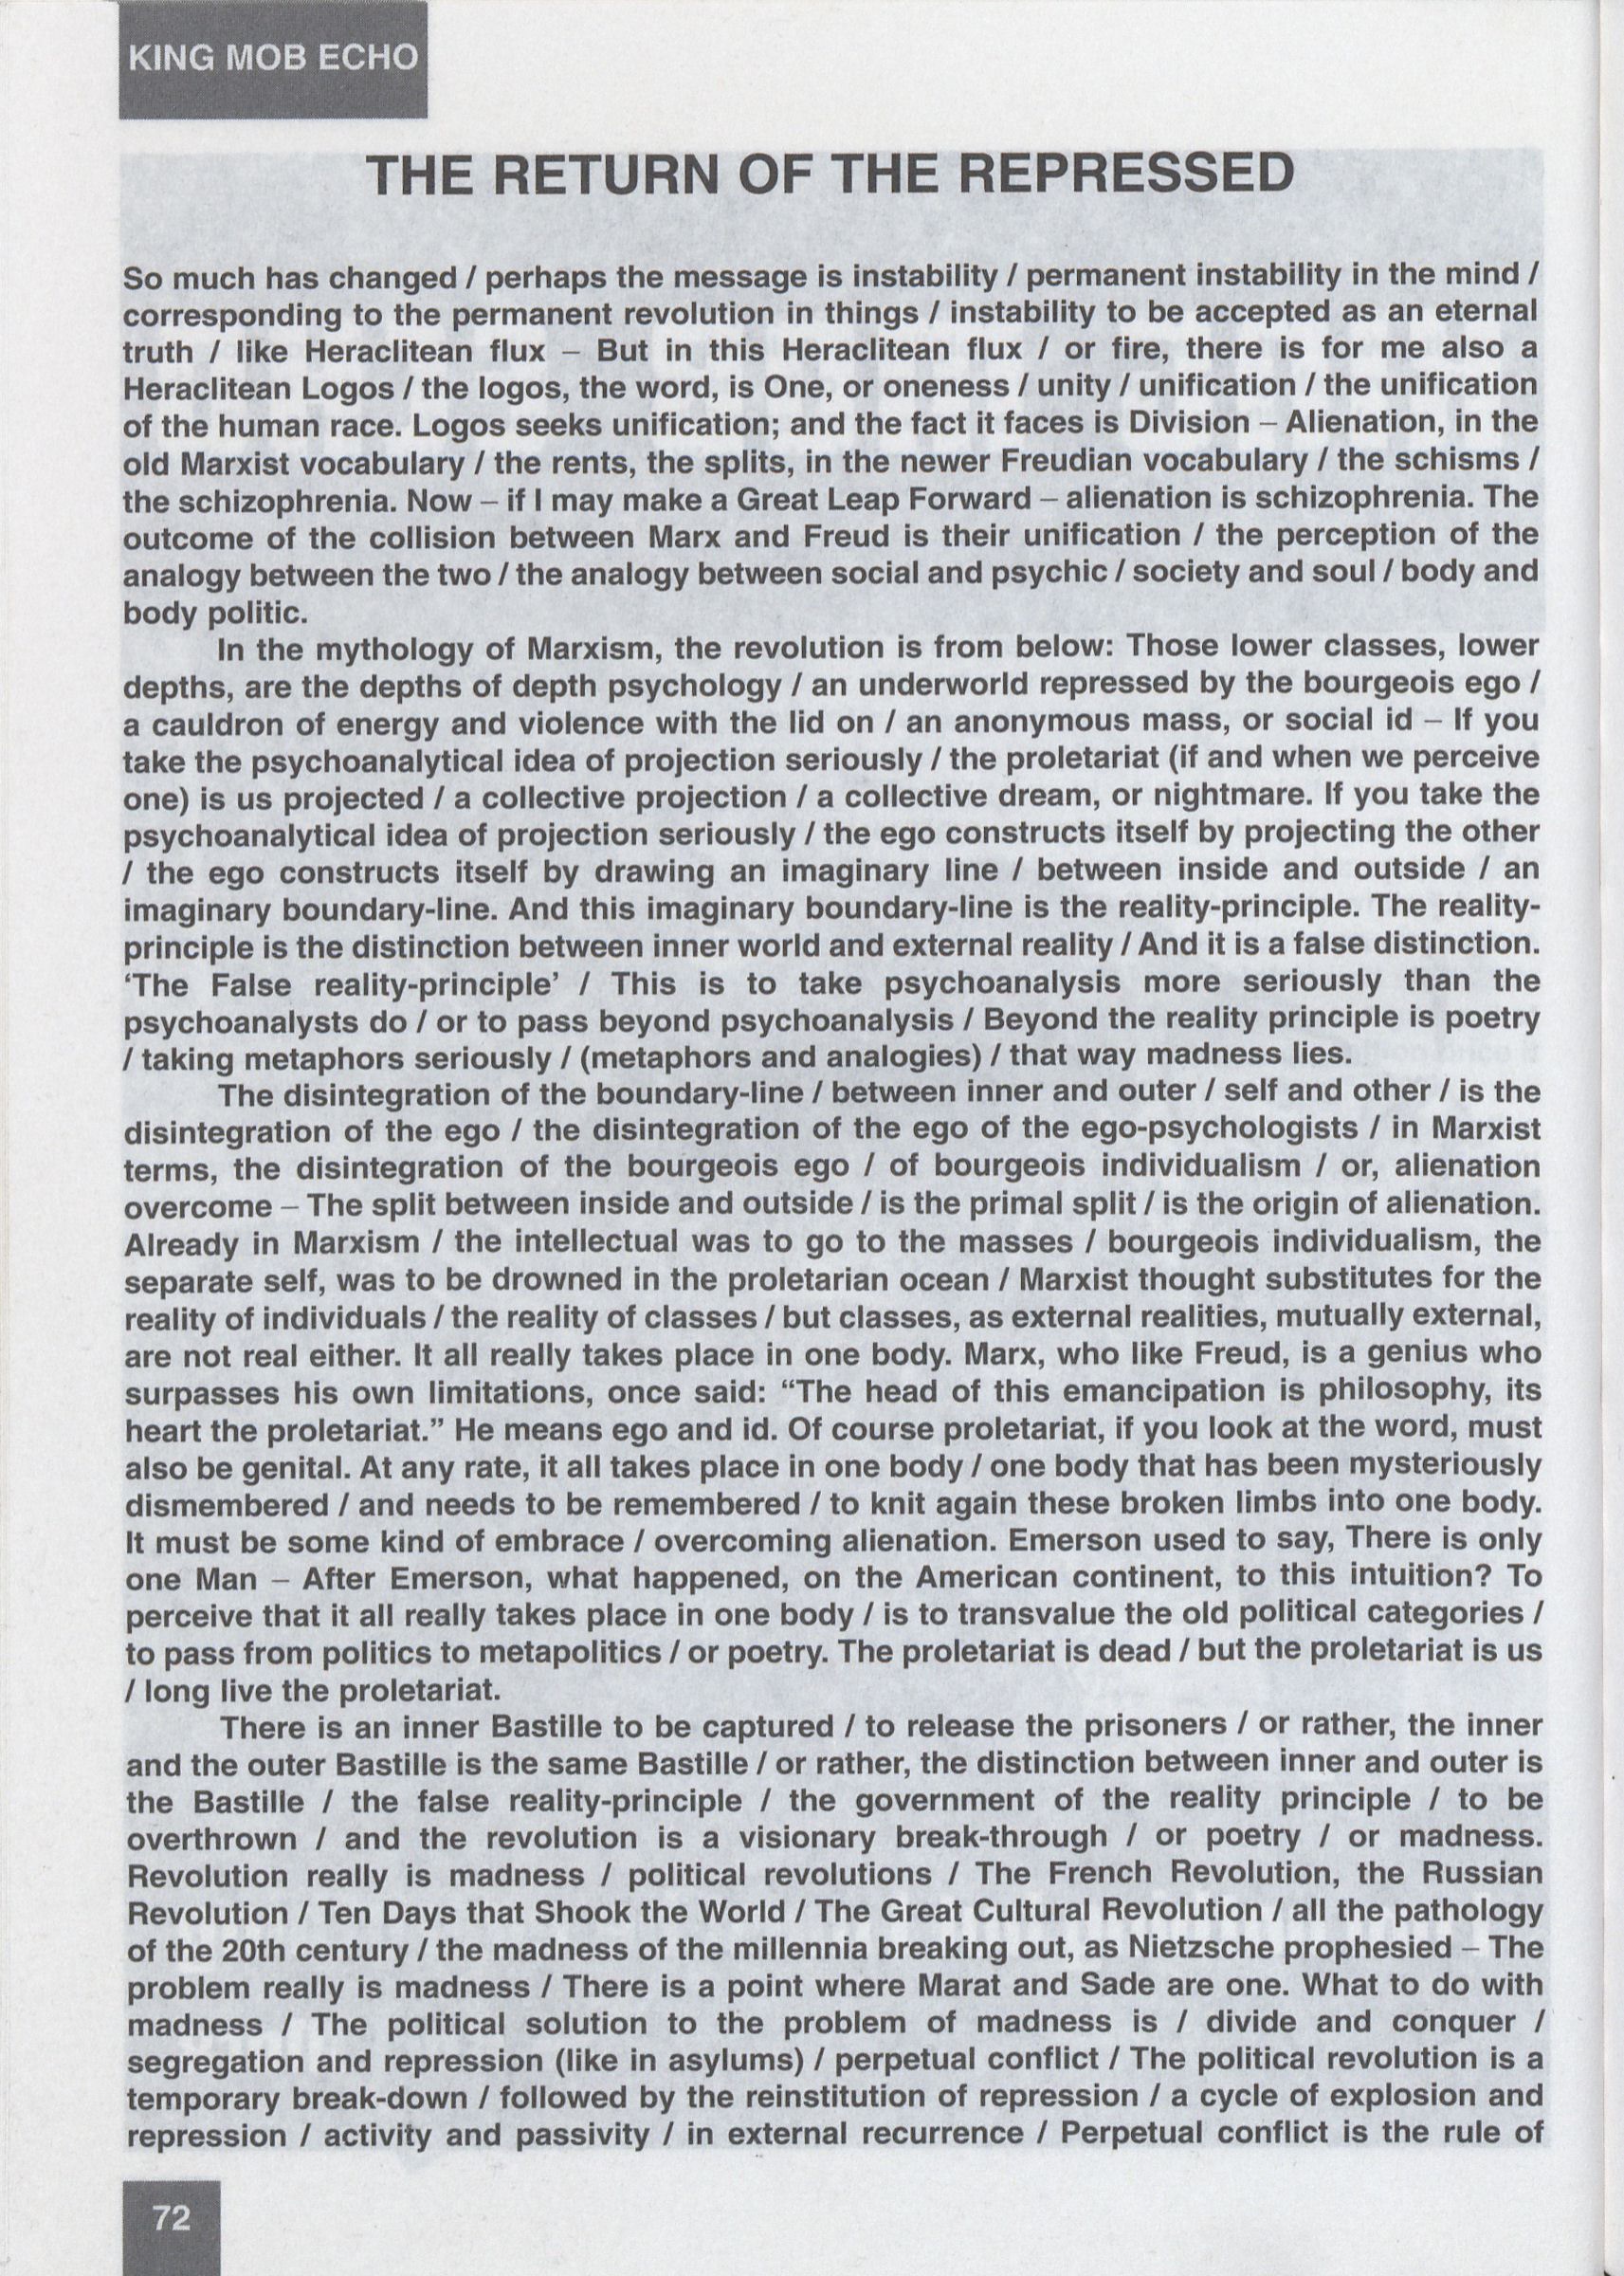 KING MOB ECHO
THE RETURN OF THE REPRESSED
So much has changed / perhaps the message is instability / permanent instability in the mind /
corresponding to the permanent revolution in things / instability to be accepted as an eternal
truth / like Heraclitean flux – But in this Heraclitean flux / or fire, there is for me also a
Heraclitean Logos / the logos, the word, is One, or oneness / unity / unification / the unification
of the human race. Logos seeks unification; and the fact it faces is Division – Alienation, in the
old Marxist vocabulary / the rents, the splits, in the newer Freudian vocabulary / the schisms /
the schizophrenia. Now – if I may make a Great Leap Forward – alienation is schizophrenia. The
outcome of the collision between Marx and Freud is their unification / the perception of the
analogy between the two / the analogy between social and psychic / society and soul / body and
body politic.
In the mythology of Marxism, the revolution is from below: Those lower classes, lower
depths, are the depths of depth psychology / an underworld repressed by the bourgeois ego /
a cauldron of energy and violence with the lid on / an anonymous mass, or social id – If you
take the psychoanalytical idea of projection seriously / the proletariat (if and when we perceive
one) is us projected / a collective projection / a collective dream, or nightmare. If you take the
psychoanalytical idea of projection seriously / the ego constructs itself by projecting the other
/ the ego constructs itself by drawing an imaginary line / between inside and outside / an
imaginary boundary-line. And this imaginary boundary-line is the reality-principle. The reality-
principle is the distinction between inner world and external reality / And it is a false distinction.
‘The False reality-principle’ / This is to take psychoanalysis more seriously than the
psychoanalysts do / or to pass beyond psychoanalysis / Beyond the reality principle is poetry
/ taking metaphors seriously / (metaphors and analogies) / that way madness lies.
The disintegration of the boundary-line / between inner and outer / self and other / is the
disintegration of the ego / the disintegration of the ego of the ego-psychologists / in Marxist
terms, the disintegration of the bourgeois ego / of bourgeois individualism / or, alienation
overcome – The split between inside and outside / is the primal split / is the origin of alienation.
Already in Marxism / the intellectual was to go to the masses / bourgeois individualism, the
separate self, was to be drowned in the proletarian ocean / Marxist thought substitutes for the
reality of individuals / the reality of classes / but classes, as external realities, mutually external,
are not real either. It all really takes place in one body. Marx, who like Freud, is a genius who
surpasses his own limitations, once said: “The head of this emancipation is philosophy, its
heart the proletariat.” He means ego and id. Of course proletariat, if you look at the word, must
also be genital. At any rate, it all takes place in one body / one body that has been mysteriously
dismembered / and needs to be remembered / to knit again these broken limbs into one body.
It must be some kind of embrace / overcoming alienation. Emerson used to say, There is only
one Man – After Emerson, what happened, on the American continent, to this intuition? To
perceive that it all really takes place in one body / is to transvalue the old political categories /
to pass from politics to metapolitics / or poetry. The proletariat is dead / but the proletariat is us
/ long live the proletariat.
There is an inner Bastille to be captured / to release the prisoners / or rather, the inner
and the outer Bastille is the same Bastille / or rather, the distinction between inner and outer is
the Bastille / the false reality-principle / the government of the reality principle / to be
overthrown / and the revolution is a visionary break-through / or poetry / or madness.
Revolution really is madness / political revolutions / The French Revolution, the Russian
Revolution / Ten Days that Shook the World / The Great Cultural Revolution / all the pathology
of the 20th century / the madness of the millennia breaking out, as Nietzsche prophesied – The
problem really is madness / There is a point where Marat and Sade are one. What to do with
madness / The political solution to the problem of madness is / divide and conquer /
segregation and repression (like in asylums) / perpetual conflict / The political revolution is a
temporary break-down / followed by the reinstitution of repression / a cycle of explosion and
repression / activity and passivity / in external recurrence / Perpetual conflict is the rule of
72